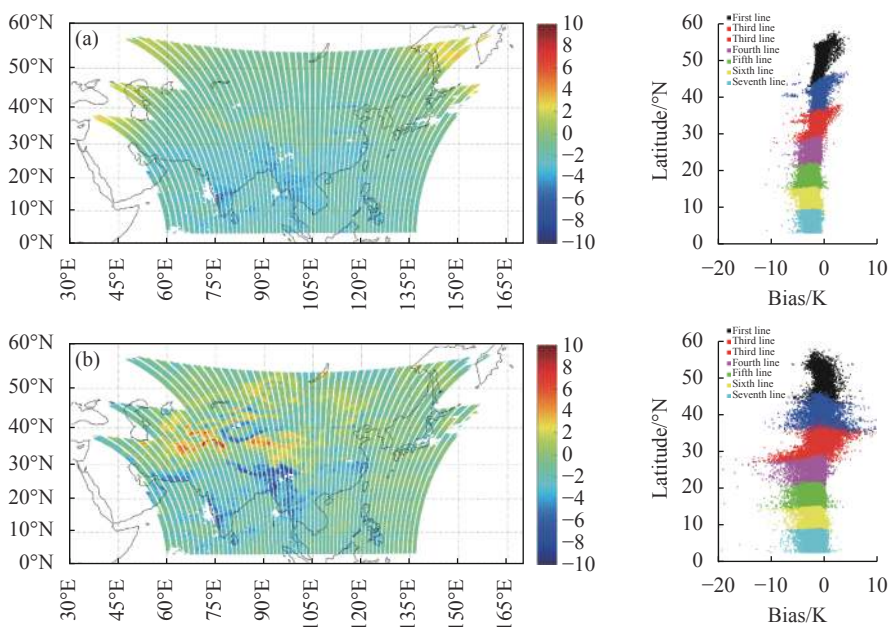 (a)
60°N
50°N
40°N
30°N
20°N
10°N
0°N
30°E
45°E
60°E
75°E
90°E
105°E
120°E
135°E
150°E
165°E
10
8
6
4
2
0
−2
−4
−6
−8
−10
Latitude/°N
60
50
40
30
20
10
0
First line
Third line
Third line
Fourth line
Fifth line
Sixth line
Seventh line
−20
−10
0
10
Bias/K
(b)
60°N
50°N
40°N
30°N
20°N
10°N
0°N
30°E
45°E
60°E
75°E
90°E
105°E
120°E
135°E
150°E
165°E
10
8
6
4
2
0
−2
−4
−6
−8
−10
Latitude/°N
60
50
40
30
20
10
0
First line
Third line
Third line
Fourth line
Fifth line
Sixth line
Seventh line
−20
−10
0
10
Bias/K